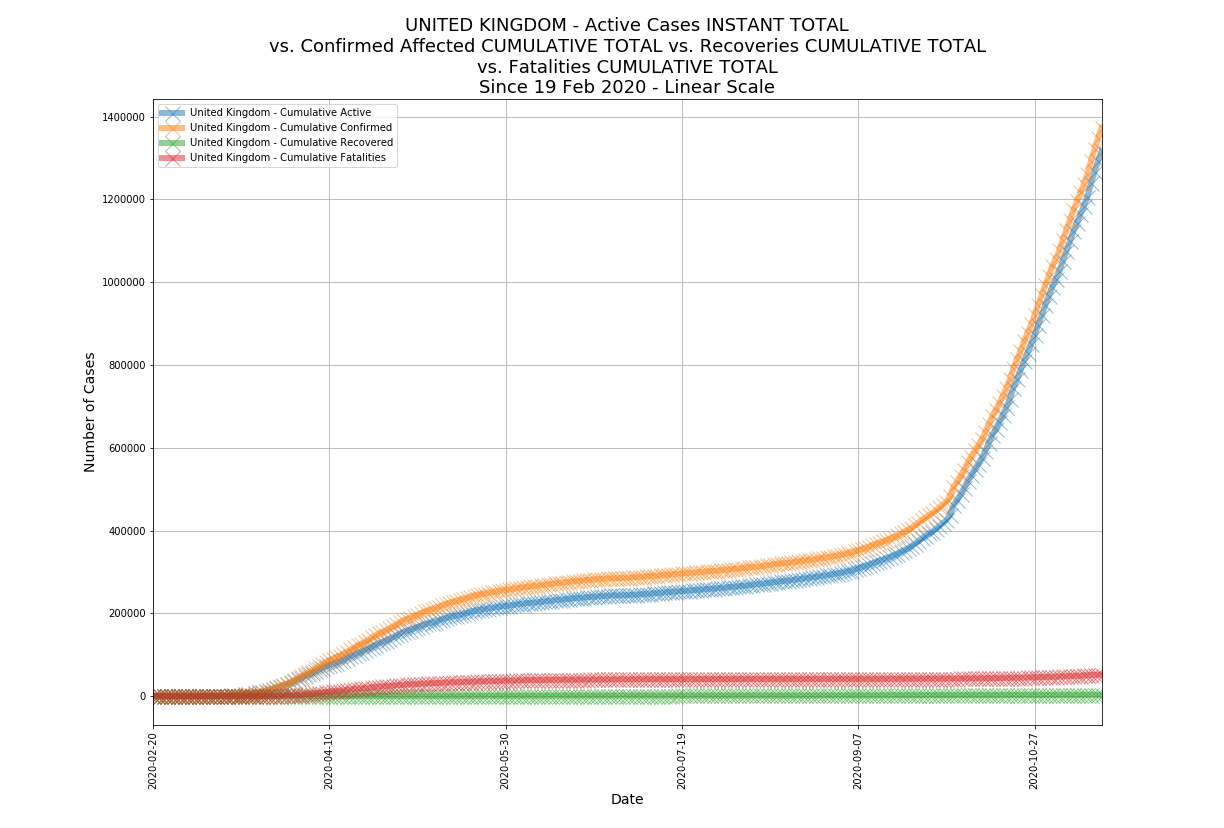 UNITED KINGDOM - Active Cases INSTANT TOTAL
vs. Confirmed Affected CUMULATIVE TOTAL vs. Recoveries CUMULATIVE TOTAL
vs. Fatalities CUMULATIVE TOTAL
Since 19 Feb 2020 - Linear Scale
United Kingdom - Cumulative Active
United Kingdom - Cumulative Confirmed
United Kingdom - Cumulative Recovered
United Kingdom - Cumulative Fatalities
Number of Cases
1400000
1200000
1000000
800000
600000
400000
200000
0
2020-02-20
2020-04-10
2020-05-30
2020-07-19
2020-09-07
2020-10-27
Date